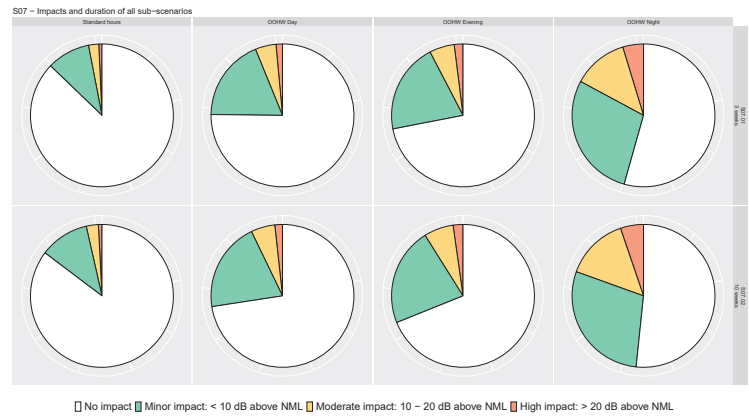 S07 − Impacts and duration of all sub−scenarios
Standard hours
OOHW Day
OOHW Evening
OOHW Night
S07.01
3 weeks
S07.02
10 weeks
No impact
Minor impact: < 10 dB above NML
Moderate impact: 10 − 20 dB above NML
High impact: > 20 dB above NML